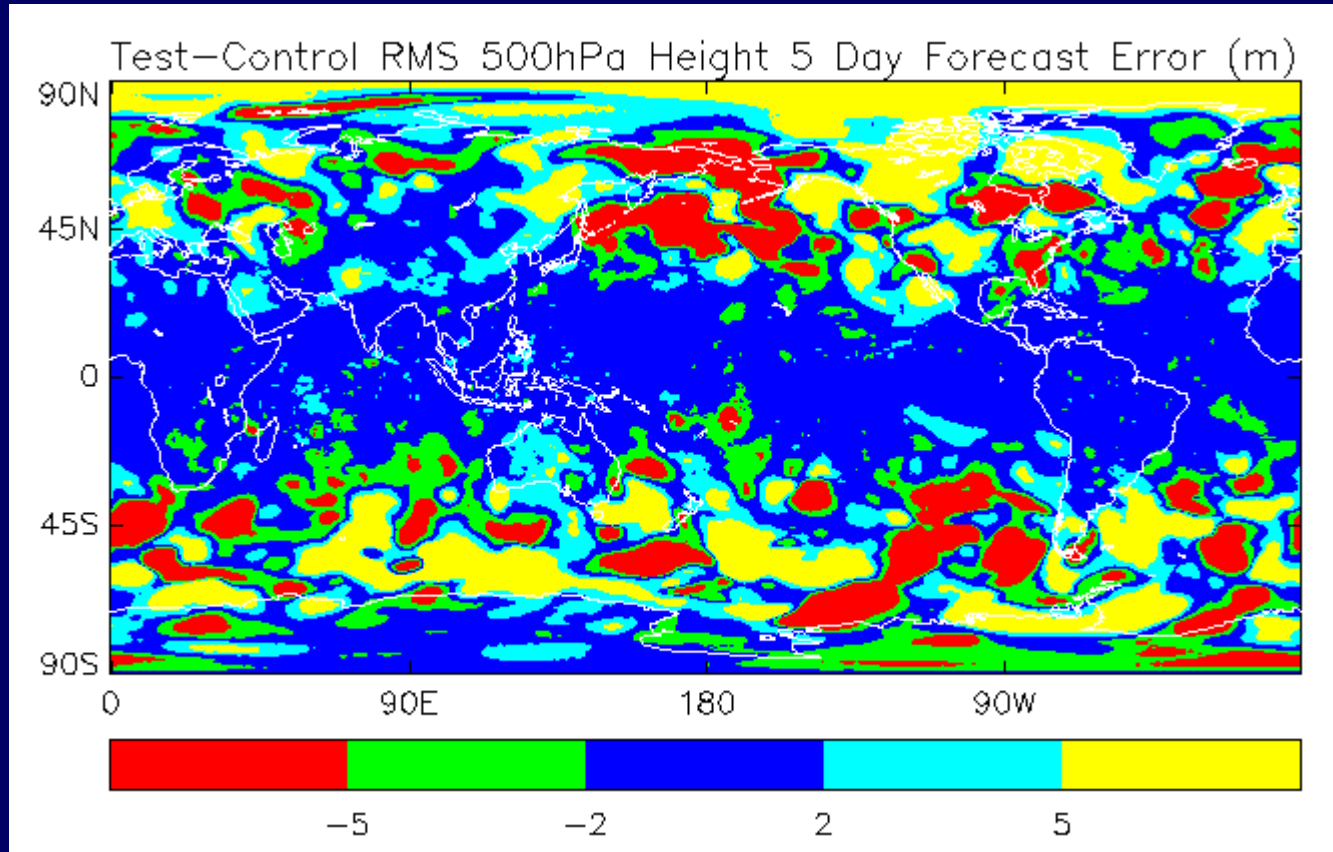 Test-Control RMS 500hPa Height 5 Day Forecast Error (m)
90N
45N
0
45S
90S
0 90E 180 90W
-5 -2 2 5